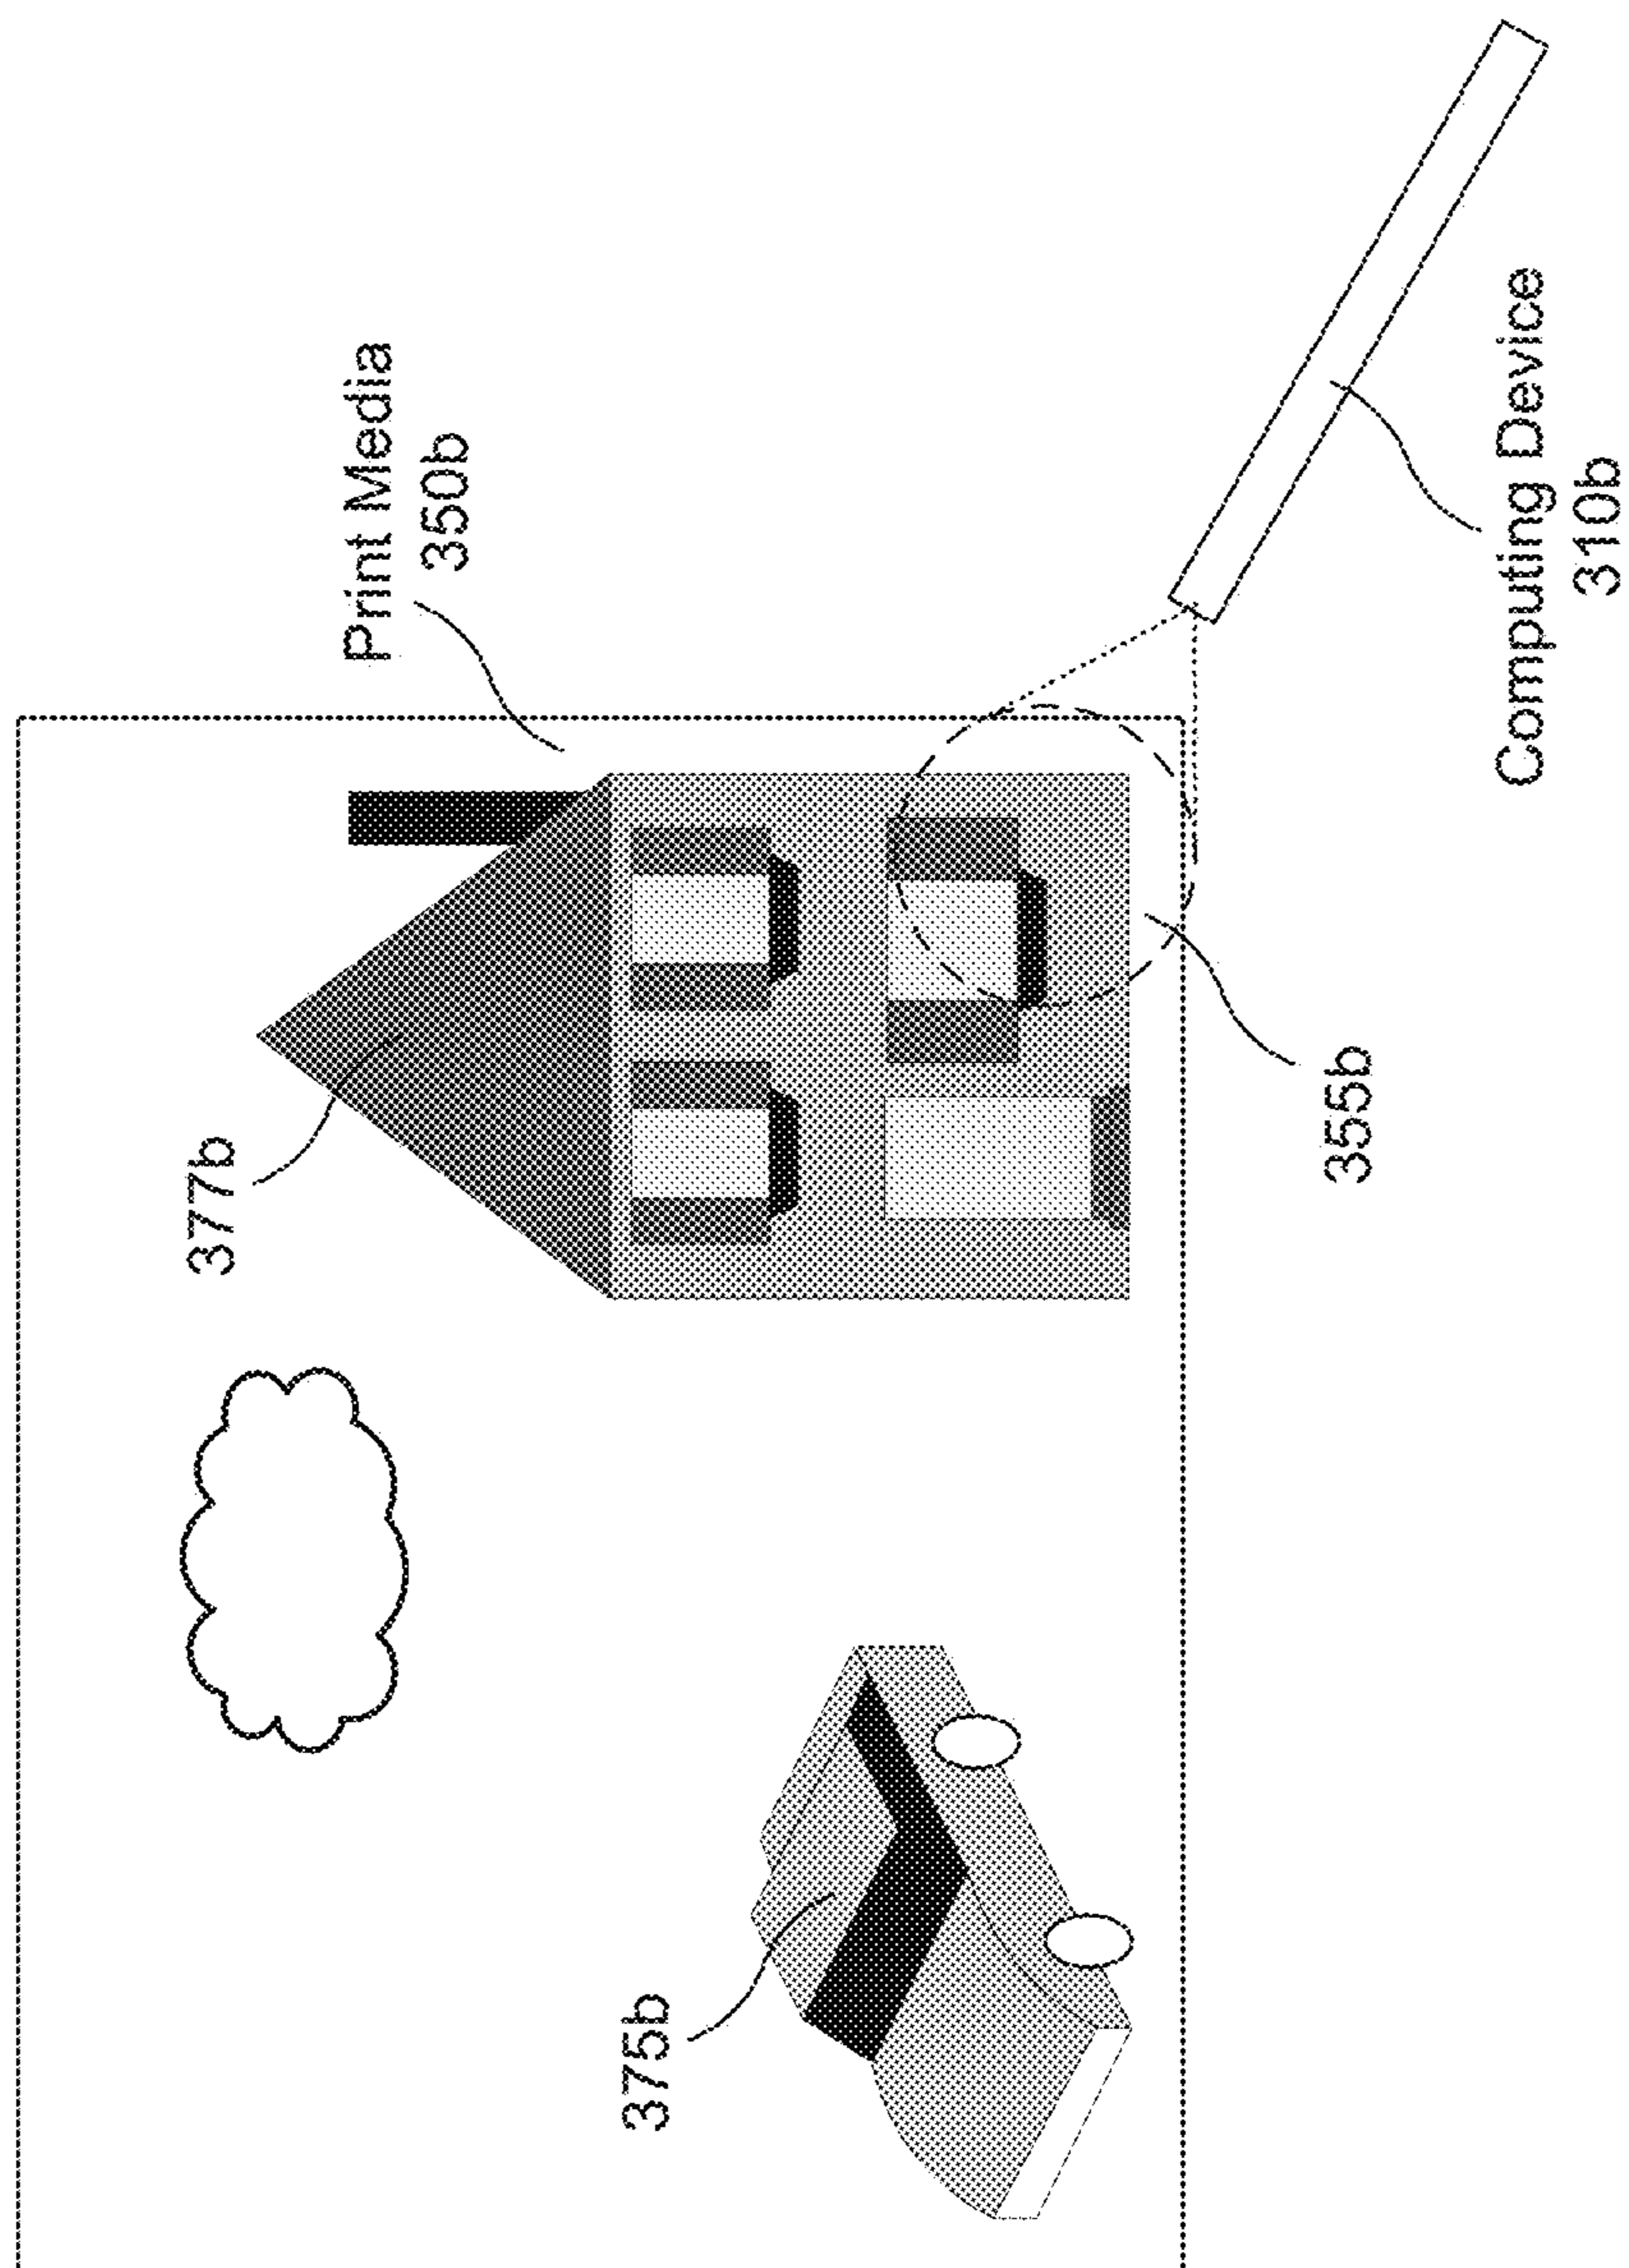 375b
377b
Print Media
350b
355b
Computing Device
310b